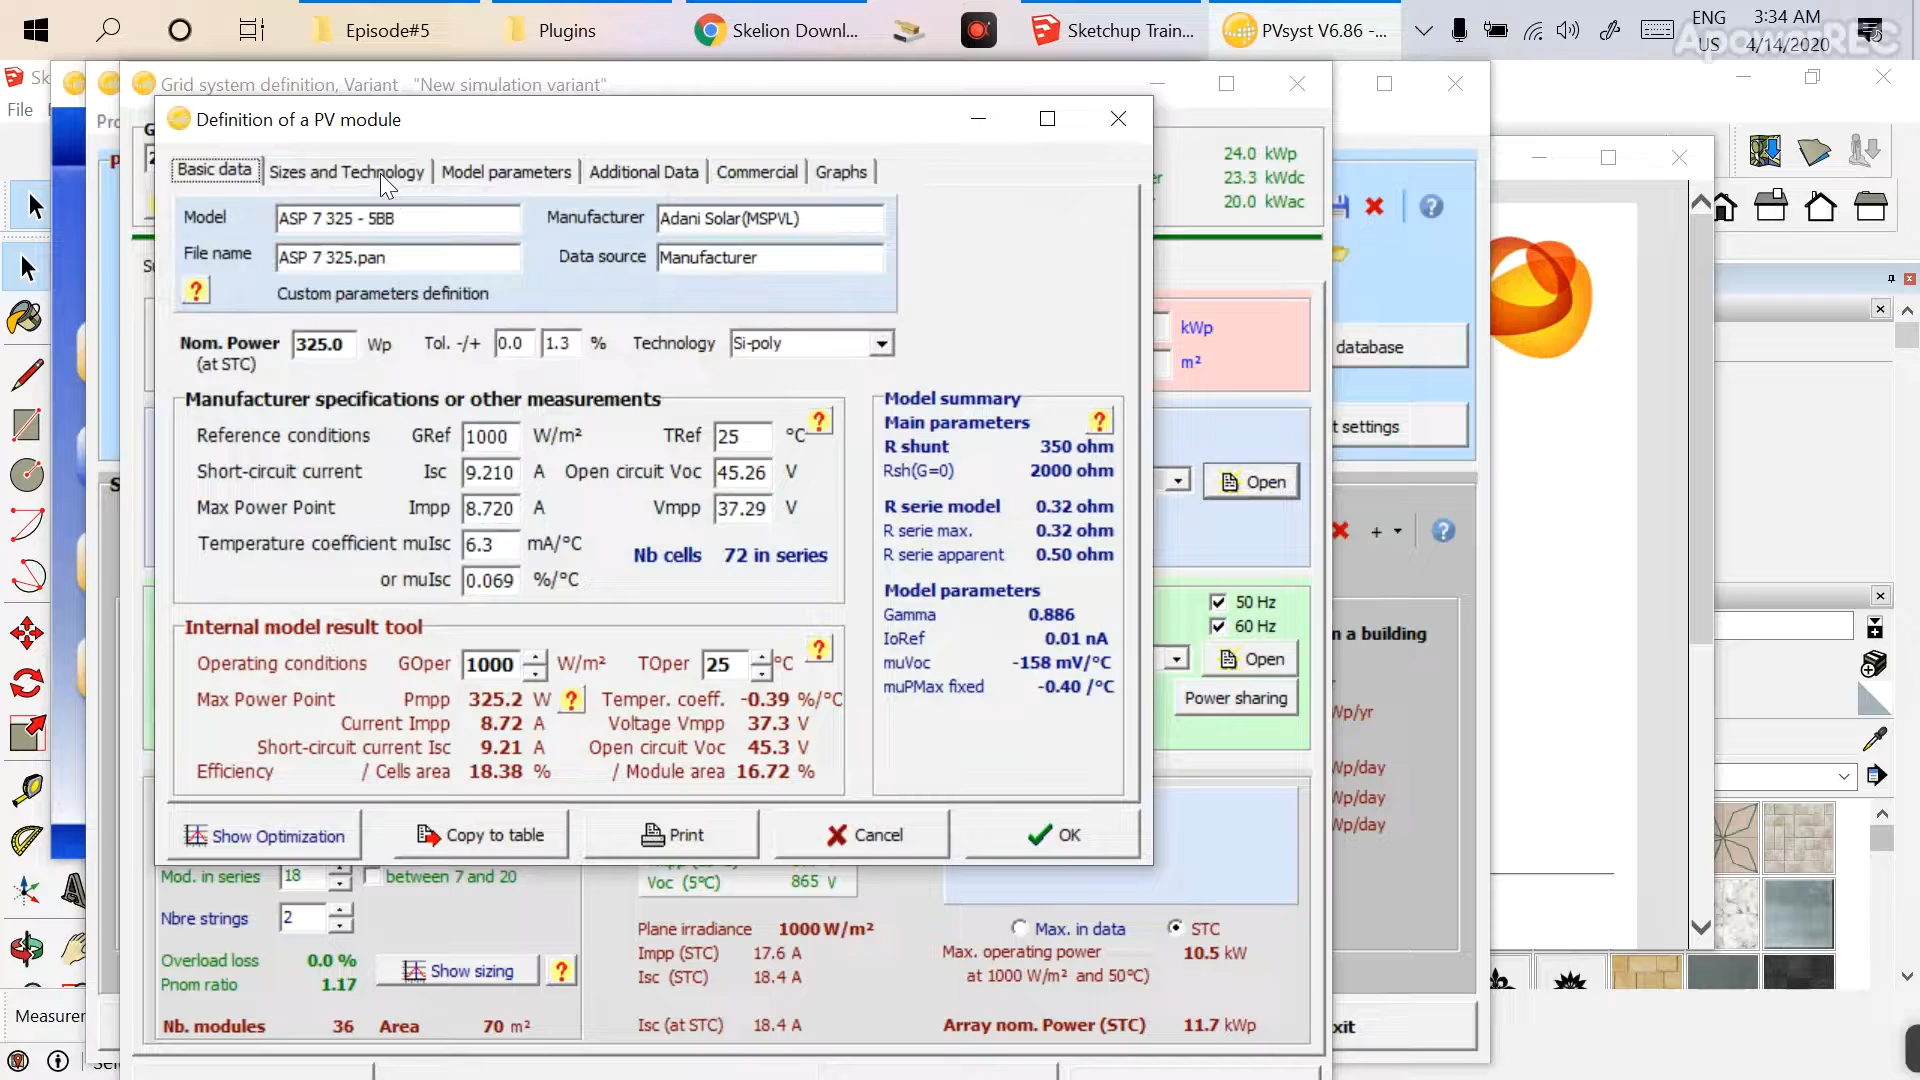 Episode#5
Plugins
Skelion Downl...
Sketchup Train...
PVsyst V6.86 -...
ENG
US
3:34 AM
4/14/2020
ApowerREC
Sk
File
Pro
Grid system definition, Variant "New simulation variant"
Definition of a PV module
Basic data
Sizes and Technology
Model parameters
Additional Data
Commercial
Graphs
Model ASP 7 325 - 5BB Manufacturer Adani Solar(MSPVL)
File name ASP 7 325.pan Data source Manufacturer
? Custom parameters definition
Nom. Power 325.0 Wp Tol. -/+ 0.0 1.3 % Technology Si-poly
(at STC)
Manufacturer specifications or other measurements
Reference conditions GRef 1000 W/m² TRef 25 °C ?
Short-circuit current Isc 9.210 A Open circuit Voc 45.26 V
Max Power Point Impp 8.720 A Vmpp 37.29 V
Temperature coefficient muIsc 6.3 mA/°C
Nb cells 72 in series
or muIsc 0.069 %/°C
Internal model result tool
Operating conditions GOper 1000 W/m² TOper 25 °C ?
Max Power Point Pmpp 325.2 W ? Temper. coeff. -0.39 %/°C
Current Impp 8.72 A Voltage Vmpp 37.3 V
Short-circuit current Isc 9.21 A Open circuit Voc 45.3 V
Efficiency / Cells area 18.38 % / Module area 16.72 %
Model summary
Main parameters ?
R shunt 350 ohm
Rsh(G=0) 2000 ohm
R serie model 0.32 ohm
R serie max. 0.32 ohm
R serie apparent 0.50 ohm
Model parameters
Gamma 0.886
IoRef 0.01 nA
muVoc -158 mV/°C
muPMax fixed -0.40 /°C
Show Optimization
Copy to table
Print
Cancel
OK
24.0 kWp
er 23.3 kWdc
20.0 kWac
kWp
m²
Open
50 Hz
60 Hz
Open
Power sharing
database
t settings
n a building
Wp/yr
Wp/day
Wp/day
Wp/day
xit
Mod. in series 18 between 7 and 20
Nbre strings 2
Overload loss 0.0 %
Show sizing ?
Pnom ratio 1.17
Nb. modules 36 Area 70 m²
Voc (5°C) 865 V
Plane irradiance 1000 W/m²
Impp (STC) 17.6 A
Isc (STC) 18.4 A
Isc (at STC) 18.4 A
Max. in data STC
Max. operating power 10.5 kW
at 1000 W/m² and 50°C)
Array nom. Power (STC) 11.7 kWp
Measurer